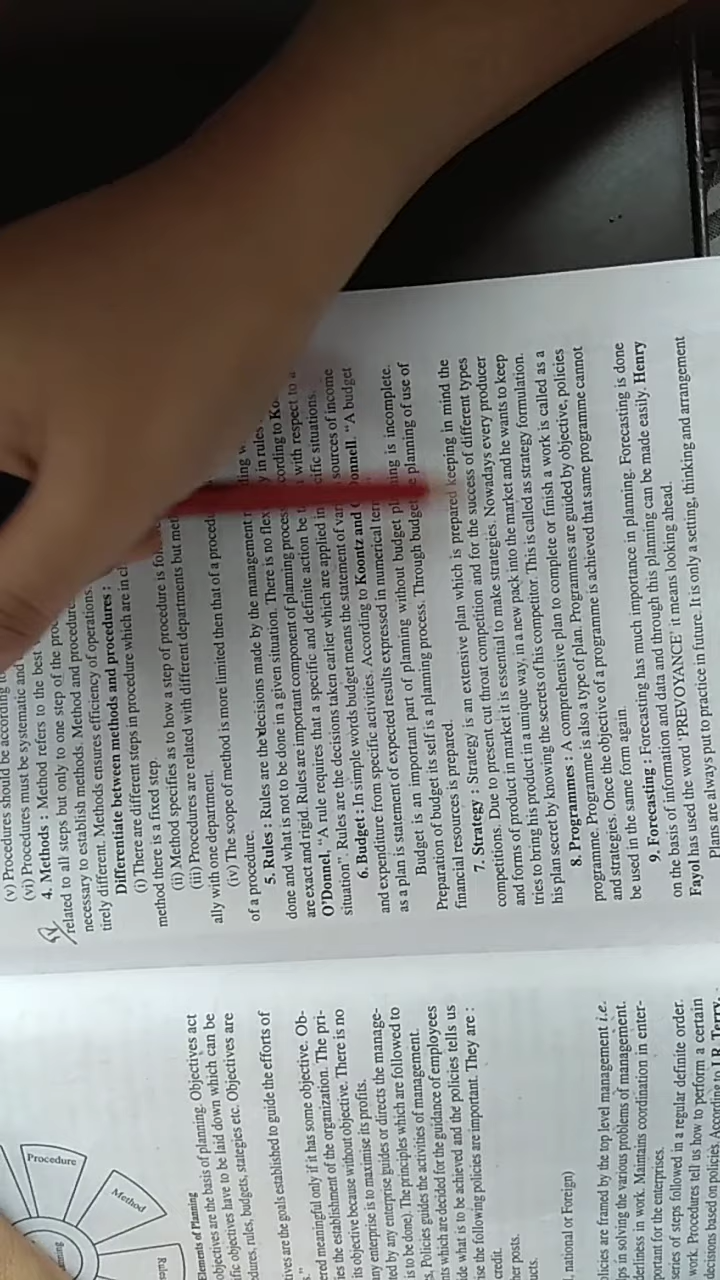 (v) Procedures should be according
(vi) Procedures must be systematic and
4. Methods : Method refers to the best
related to all steps but only to one step of the
necessary to establish methods. Method and procedure
tirely different. Methods ensures efficiency of operations.
Differentiate between methods and procedures :
(i) There are different steps in procedure which are in
method there is a fixed step.
(ii) Method specifies as to how a step of procedure is
(iii) Procedures are related with different departments but
ally with one department.
(iv) The scope of method is more limited then that of a
of a procedure.
5. Rules : Rules are the decisions made by the management
done and what is not to be done in a given situation. There is no in rules
are exact and rigid. Rules are important component of planning According to
O'Donnel, "A rule requires that a specific and definite action be with respect to a
situation". Rules are the decisions taken earlier which are applied in situations.
6. Budget : In simple words budget means the statement of sources of income
and expenditure from specific activities. According to Koontz and "A budget
as a plan is statement of expected results expressed in numerical
Budget is an important part of planning without budget is incomplete.
Preparation of budget its self is a planning process. Through budget planning of use of
financial resources is prepared.
7. Strategy : Strategy is an extensive plan which is prepared keeping in mind the
competitions. Due to present cut throat competition and for the success of different types
and forms of product in market it is essential to make strategies. Nowadays every producer
tries to bring his product in a unique way, in a new pack into the market and he wants to keep
his plan secret by knowing the secrets of his competitor. This is called as strategy formulation.
8. Programmes : A comprehensive plan to complete or finish a work is called as a
programme. Programme is also a type of plan. Programmes are guided by objective, policies
and strategies. Once the objective of a programme is achieved that same programme cannot
be used in the same form again.
9. Forecasting : Forecasting has much importance in planning. Forecasting is done
on the basis of information and data and through this planning can be made easily. Henry
Fayol has used the word 'PREVOYANCE' it means looking ahead.
Plans are always put to practice in future. It is only a setting, thinking and arrangement
Procedure
Method
Rules
Elements of Planning
objectives are the basis of planning. Objectives act
objectives have to be laid down which can be
rules, budgets, stategies etc. Objectives are
are the goals established to guide the efforts of
meaningful only if it has some objective. Ob-
the establishment of the organization. The pri-
its objective because without objective. There is no
enterprise is to maximise its profits.
by any enterprise guides or directs the manage-
is to be done). The principles which are followed to
Policies guides the activities of management.
which are decided for the guidance of employees
what is to be achieved and the policies tells us
the following policies are important. They are :
credit.
posts.
national or Foreign)
are framed by the top level management i.e.
in solving the various problems of management.
in work. Maintains coordination in enter-
for the enterprises.
series of steps followed in a regular definite order.
work. Procedures tell us how to perform a certain
decisions based on policies. According to J.R. Terry,